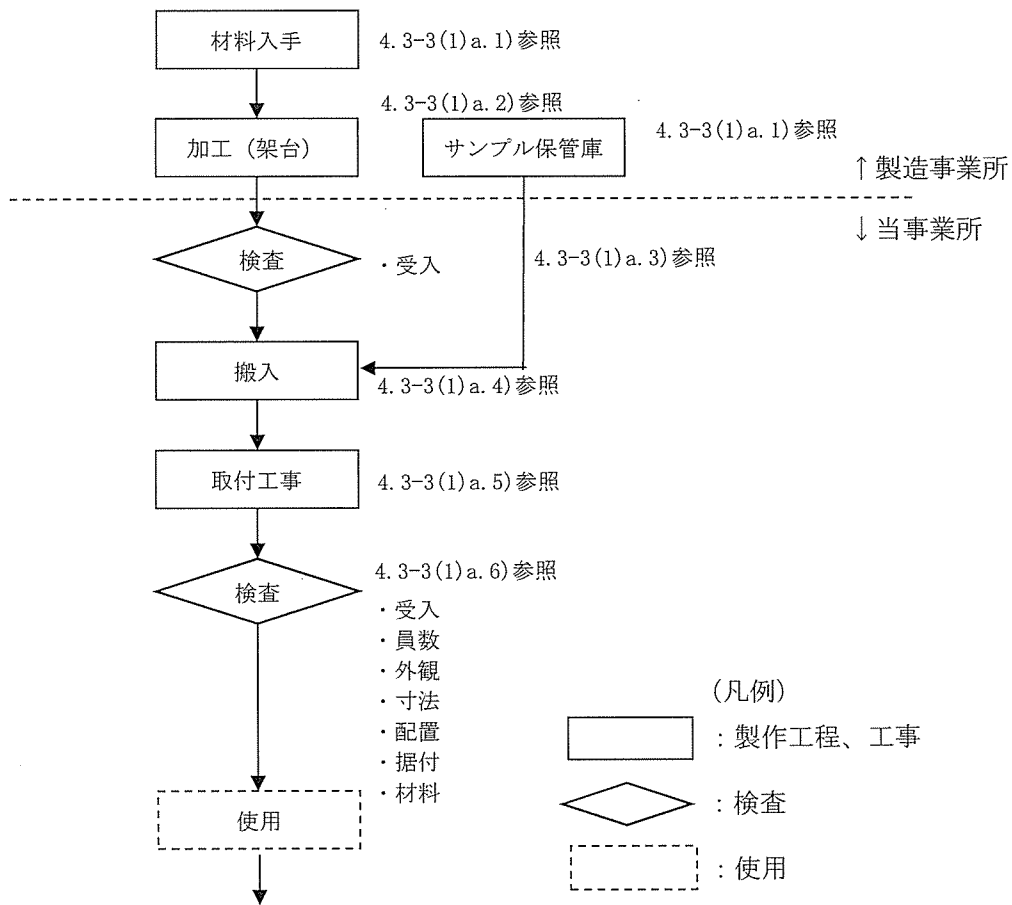 材料入手
4.3-3(1)a.1)参照
4.3-3(1)a.2)参照
加工（架台）
サンプル保管庫
4.3-3(1)a.1)参照
↑製造事業所
↓当事業所
検査
・受入
4.3-3(1)a.3)参照
搬入
4.3-3(1)a.4)参照
取付工事
4.3-3(1)a.5)参照
検査
4.3-3(1)a.6)参照
・受入
・員数
・外観
・寸法
・配置
・据付
・材料
使用
(凡例)
：製作工程、工事
：検査
：使用